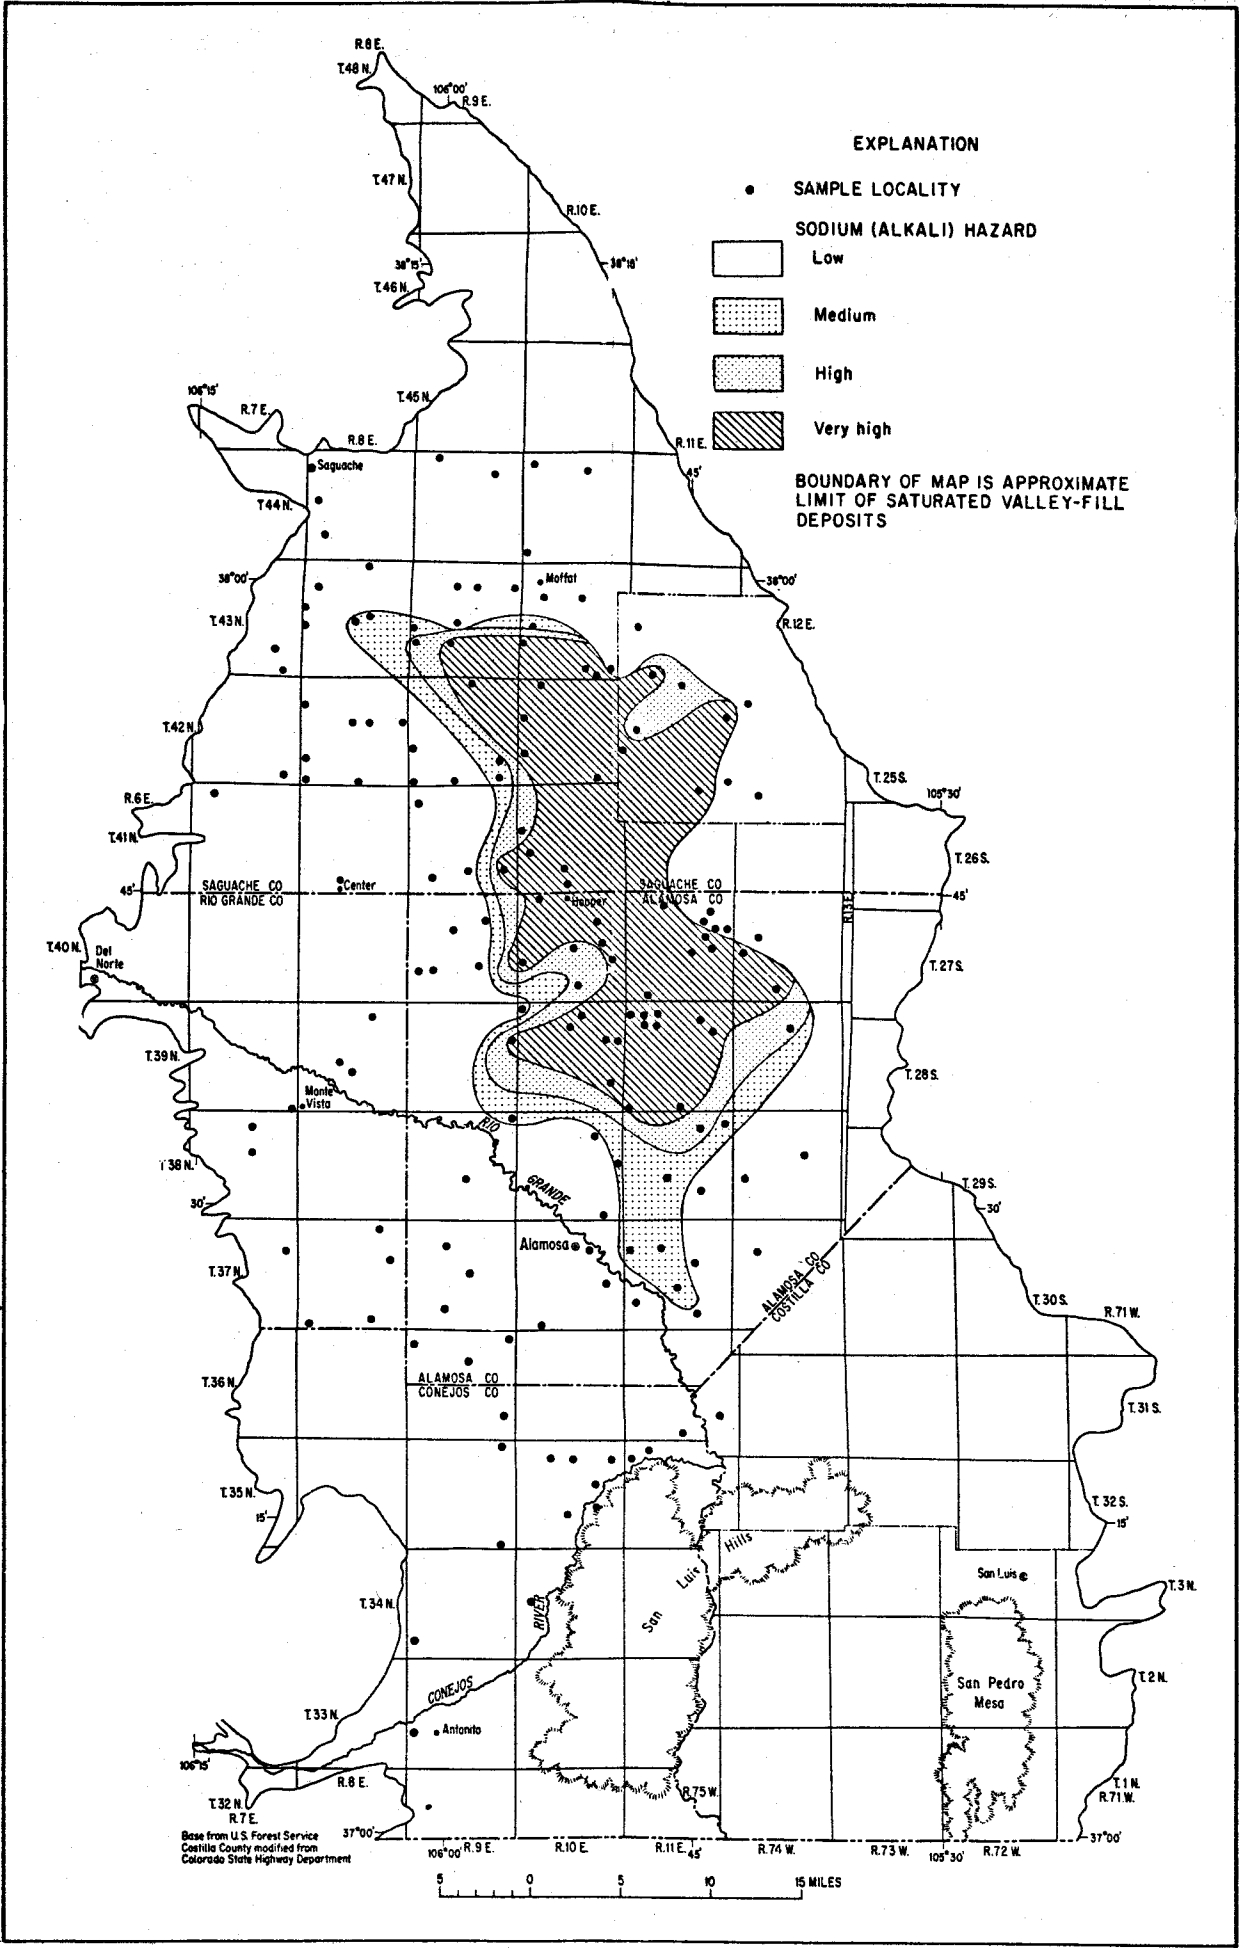 R.8 E.
T.48 N.
106°00'
R.9 E.
EXPLANATION
T.47 N.
SAMPLE LOCALITY
R.10 E.
SODIUM (ALKALI) HAZARD
Low
38°15'
38°15'
T.46 N.
Medium
High
106°15'
T.45 N.
R.7 E.
Very high
R.8 E.
R.11 E.
Saguache
45'
BOUNDARY OF MAP IS APPROXIMATE
LIMIT OF SATURATED VALLEY-FILL
DEPOSITS
T44 N.
38°00'
Moffat
38°00'
T.43 N.
R.12 E.
T.42 N.
T.25 S.
105°30'
R.6 E.
T.41 N.
T.26 S.
45'
SAGUACHE CO
RIO GRANDE CO
Center
SAGUACHE CO
ALAMOSA CO
45'
Hooper
R.13 E.
T.40 N.
Del
Norte
T.27 S.
T.39 N.
T.28 S.
Monte
Vista
RIO
T38 N.
GRANDE
T.29 S.
30'
30'
Alamosa
T.37 N.
ALAMOSA CO
COSTILLA CO
T.30 S.
R.71 W.
T.36 N.
ALAMOSA CO
CONEJOS CO
T.31 S.
T.35 N.
15'
T.32 S.
15'
Hills
Luis
San
San Luis
T.3 N.
T.34 N.
RIVER
T.2 N.
San Pedro
Mesa
CONEJOS
T.33 N.
Antonito
106°15'
R.8 E.
T.32 N.
R.7 E.
R.75 W.
T.1 N.
R.71 W.
Base from U.S. Forest Service
Costilla County modified from
Colorado State Highway Department
37°00'
37°00'
106°00'
R.9 E.
R.10 E.
R.11 E.
45'
R.74 W.
R.73 W.
105°30'
R.72 W.
5 0 5 10 15 MILES